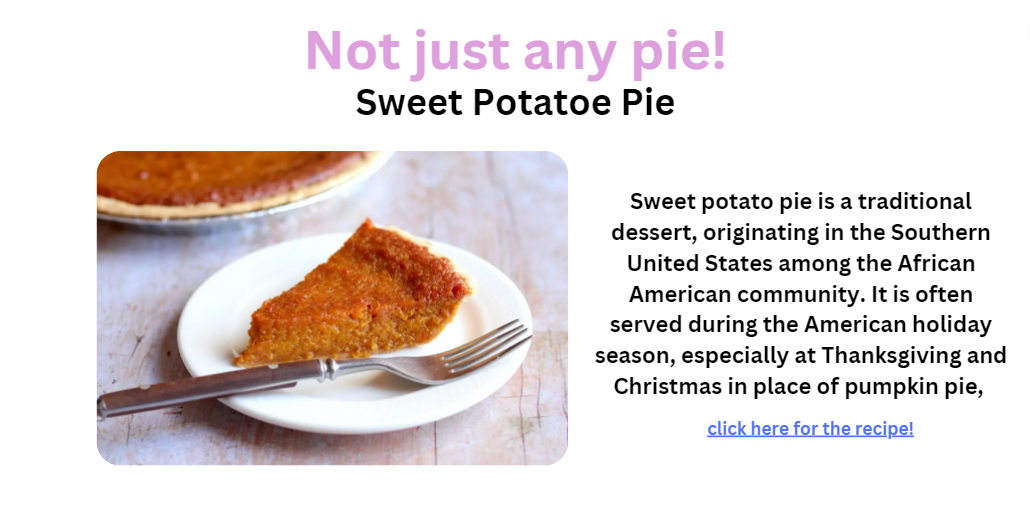 Not just any pie!
Sweet Potatoe Pie
Sweet potato pie is a traditional
dessert, originating in the Southern
United States among the African
American community. It is often
served during the American holiday
season, especially at Thanksgiving and
Christmas in place of pumpkin pie,
click here for the recipe!